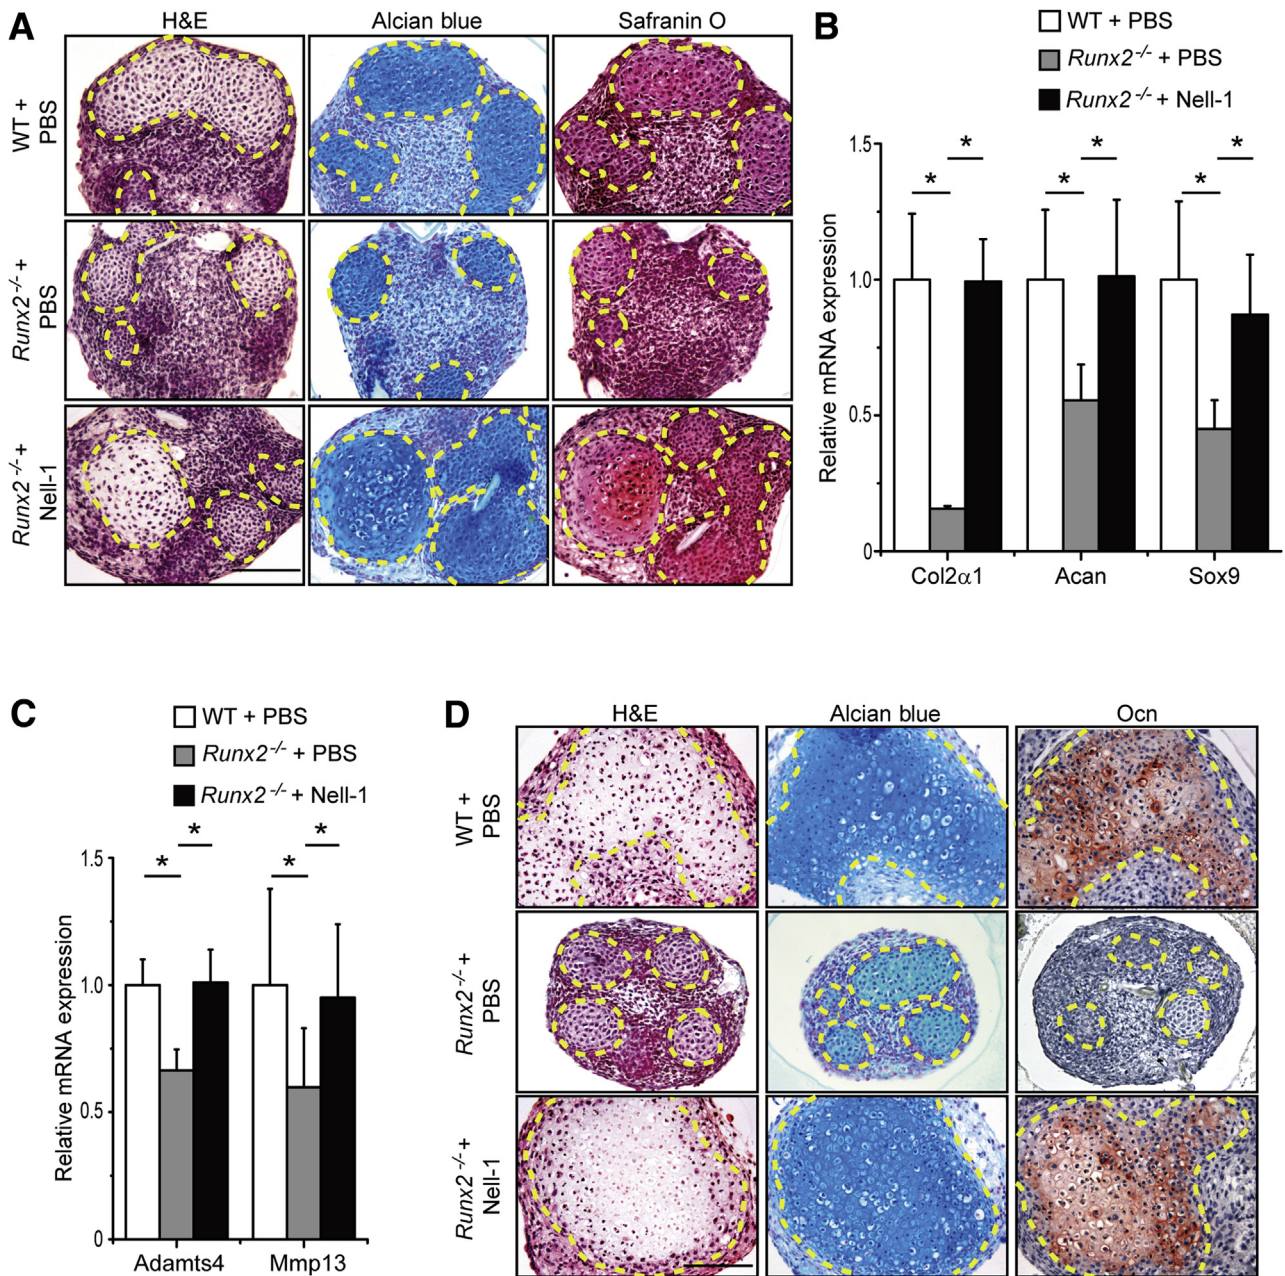 A
H&E
Alcian blue
Safranin O
WT +
PBS
Runx2-/- +
PBS
Runx2-/- +
Nell-1
B
WT + PBS
Runx2-/- + PBS
Runx2-/- + Nell-1
Relative mRNA expression
1.5
1.0
0.5
0
*
*
*
*
*
*
Col2α1
Acan
Sox9
C
WT + PBS
Runx2-/- + PBS
Runx2-/- + Nell-1
Relative mRNA expression
1.5
1.0
0.5
0
*
*
*
*
Adamts4
Mmp13
D
H&E
Alcian blue
Ocn
WT +
PBS
Runx2-/- +
PBS
Runx2-/- +
Nell-1